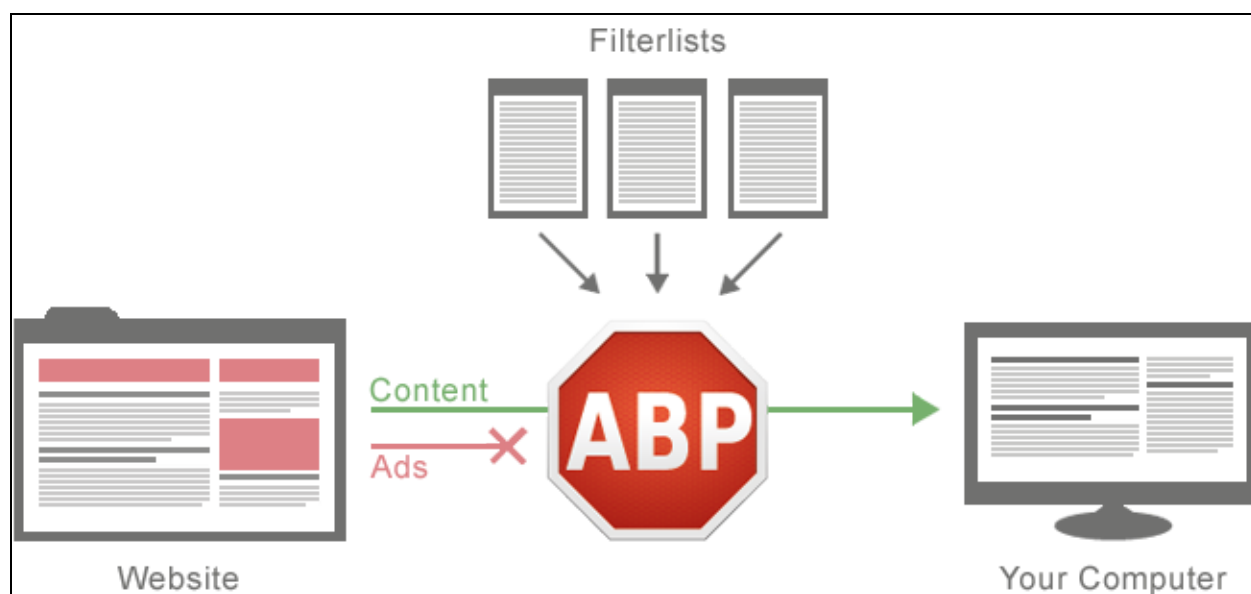 Filterlists
Content
Ads
ABP
Website
Your Computer